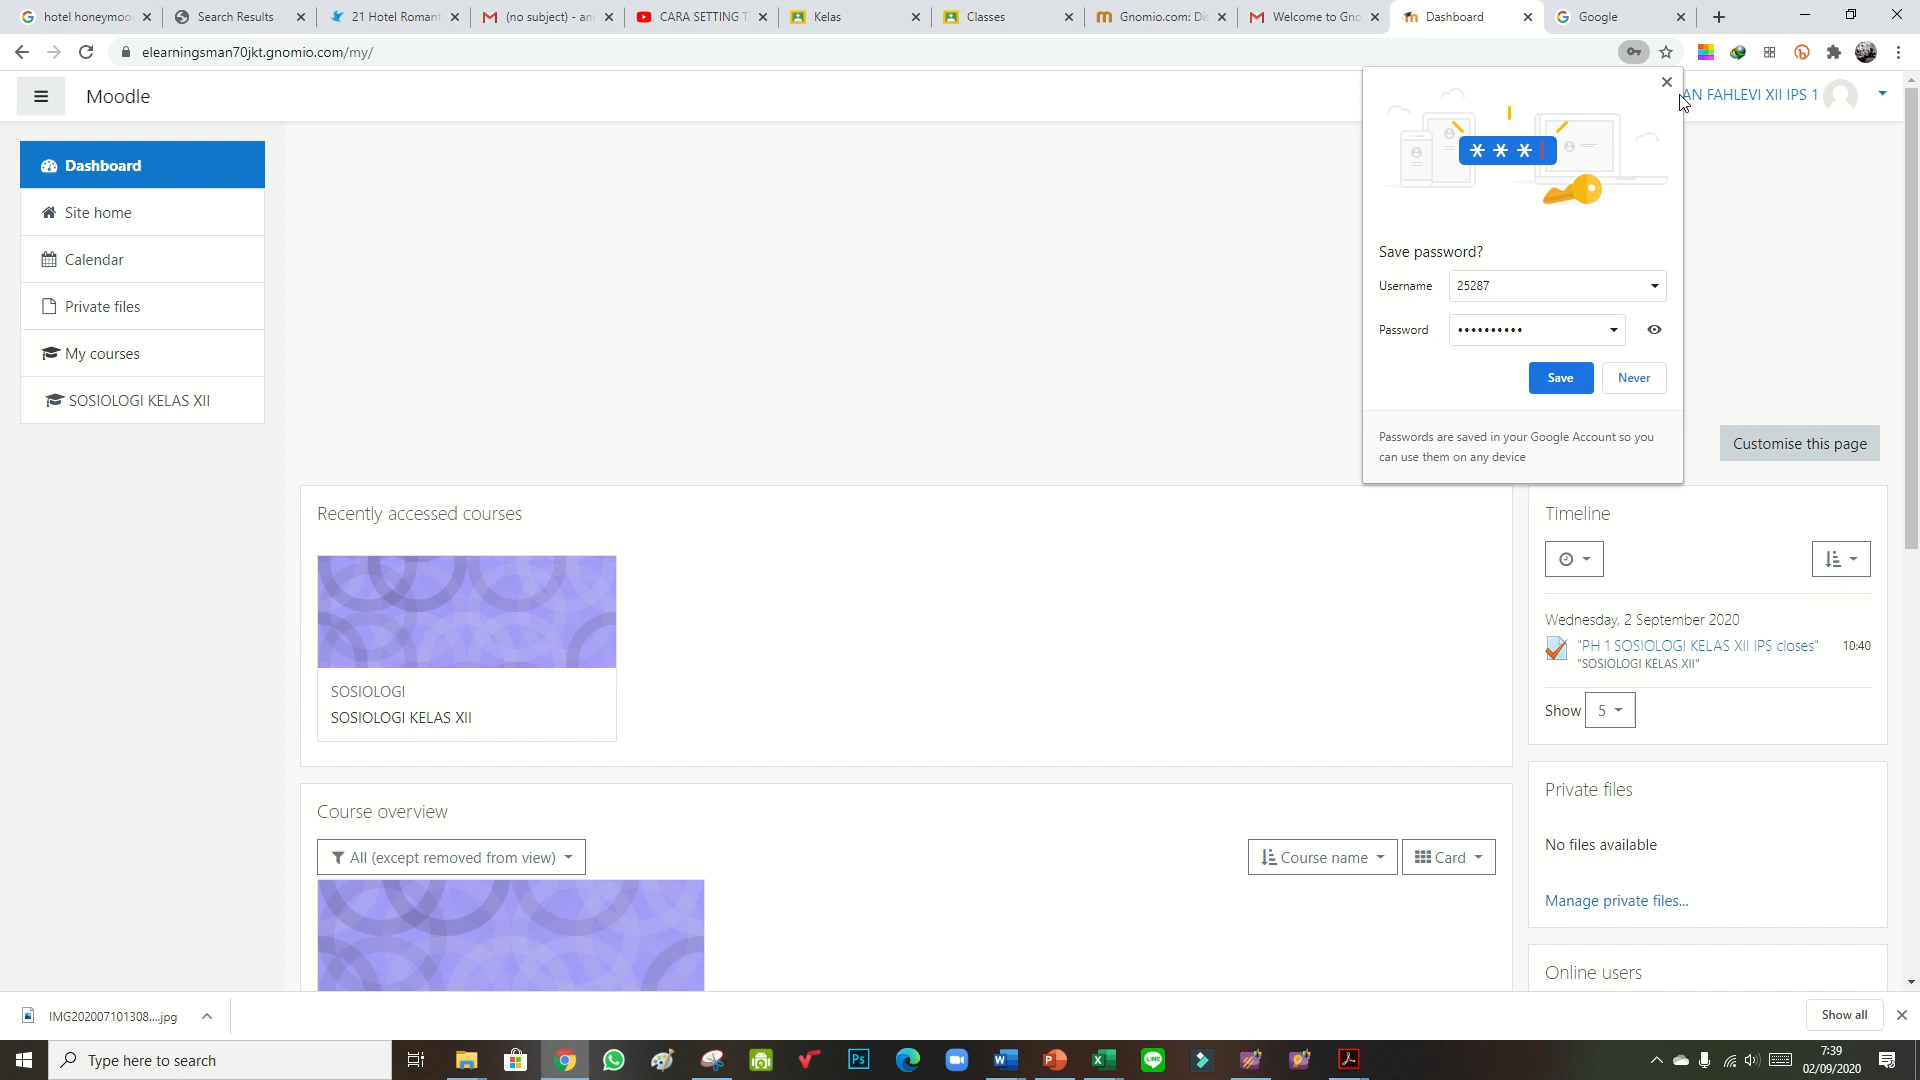 hotel honeymoo
Search Results
21 Hotel Romant
(no subject) - an
CARA SETTING T
Kelas
Classes
Gnomio.com: Di
Welcome to Gno
Dashboard
Google
elearningsman70jkt.gnomio.com/my/
Moodle
AN FAHLEVI XII IPS 1
Dashboard
Site home
Calendar
Private files
My courses
SOSIOLOGI KELAS XII
Save password?
Username
25287
Password
••••••••••
Save
Never
Passwords are saved in your Google Account so you
can use them on any device
Customise this page
Recently accessed courses
SOSIOLOGI
SOSIOLOGI KELAS XII
Timeline
Wednesday, 2 September 2020
"PH 1 SOSIOLOGI KELAS XII IPS closes"
10:40
"SOSIOLOGI KELAS XII"
Show 5
Course overview
All (except removed from view)
Course name
Card
Private files
No files available
Manage private files...
Online users
IMG202007101308....jpg
Show all
Type here to search
7:39
02/09/2020